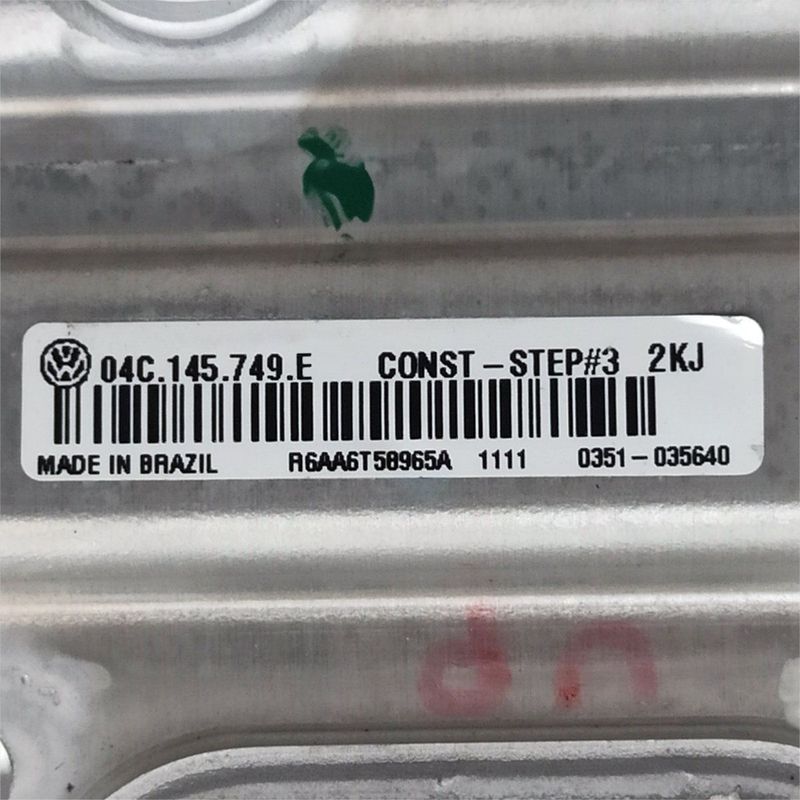 04C.145.749.E CONST-STEP#3 2KJ
MADE IN BRAZIL R6AA6T58965A 1111 0351-035640